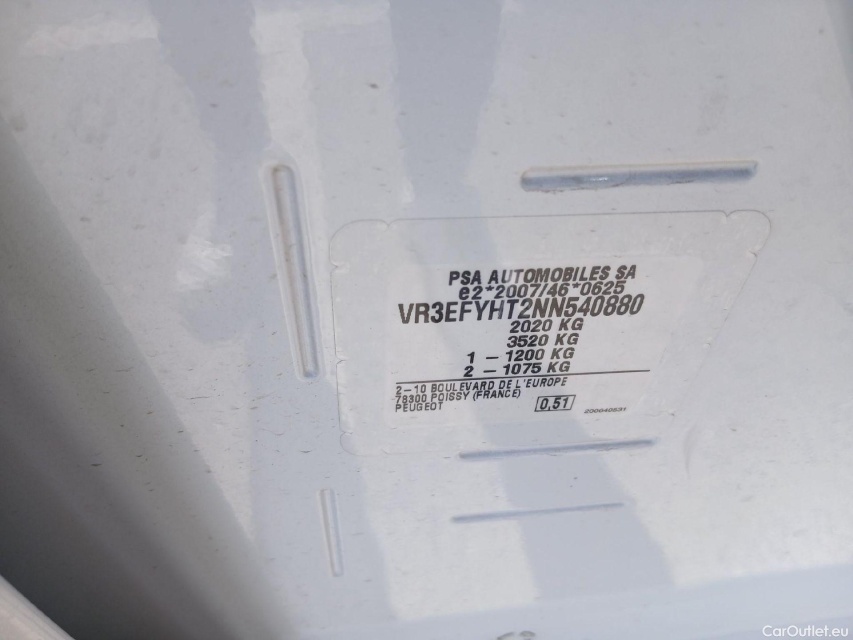 PSA AUTOMOBILES SA
e2*2007/46*0625
VR3EFYHT2NN540880
2020 KG
3520 KG
1 – 1200 KG
2 – 1075 KG
2 – 10 BOULEVARD DE L'EUROPE
78300 POISSY (FRANCE)
PEUGEOT
0,51
CarOutlet.eu